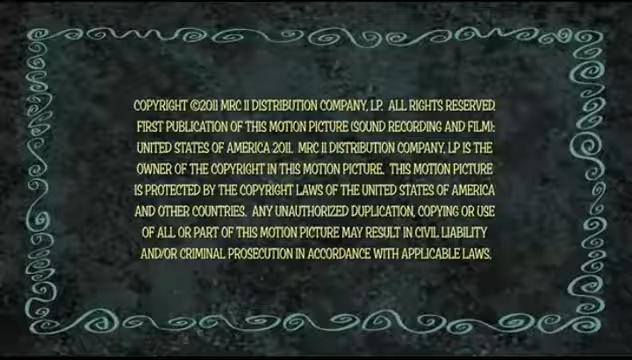 COPYRIGHT ©2011 MRC II DISTRIBUTION COMPANY, L.P. ALL RIGHTS RESERVED.
FIRST PUBLICATION OF THIS MOTION PICTURE (SOUND RECORDING AND FILM):
UNITED STATES OF AMERICA 2011. MRC II DISTRIBUTION COMPANY, LP IS THE
OWNER OF THE COPYRIGHT IN THIS MOTION PICTURE. THIS MOTION PICTURE
IS PROTECTED BY THE COPYRIGHT LAWS OF THE UNITED STATES OF AMERICA
AND OTHER COUNTRIES. ANY UNAUTHORIZED DUPLICATION, COPYING OR USE
OF ALL OR PART OF THIS MOTION PICTURE MAY RESULT IN CIVIL LIABILITY
AND/OR CRIMINAL PROSECUTION IN ACCORDANCE WITH APPLICABLE LAWS.